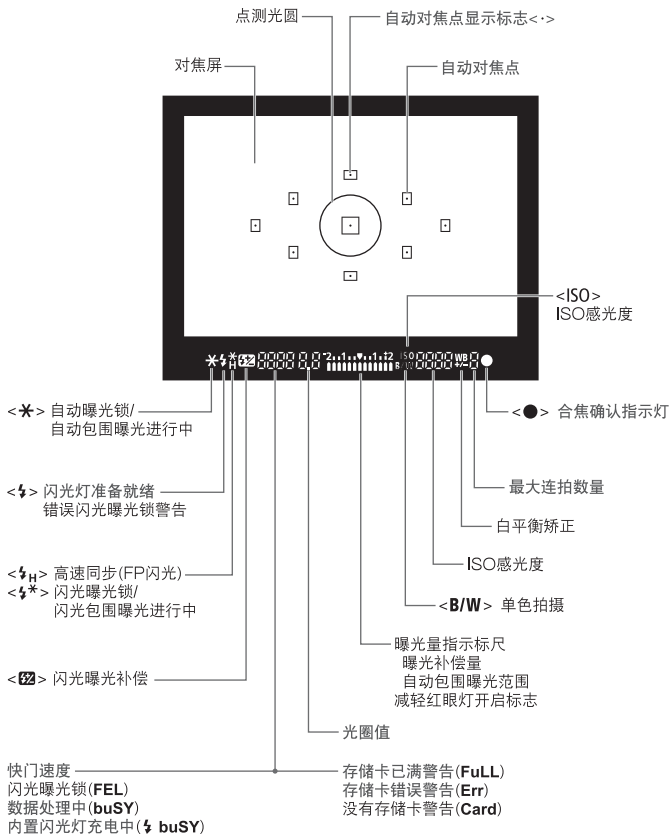 点测光圆
自动对焦点显示标志<·>
对焦屏
自动对焦点
<ISO>
ISO感光度
<✱> 自动曝光锁/
自动包围曝光进行中
<●> 合焦确认指示灯
<⚡> 闪光灯准备就绪
错误闪光曝光锁警告
最大连拍数量
白平衡矫正
<⚡H> 高速同步(FP闪光)
<⚡*> 闪光曝光锁/
闪光包围曝光进行中
ISO感光度
<B/W> 单色拍摄
曝光量指示标尺
曝光补偿量
自动包围曝光范围
减轻红眼灯开启标志
<⚡±> 闪光曝光补偿
光圈值
快门速度
闪光曝光锁(FEL)
数据处理中(buSY)
内置闪光灯充电中(⚡ buSY)
存储卡已满警告(FuLL)
存储卡错误警告(Err)
没有存储卡警告(Card)